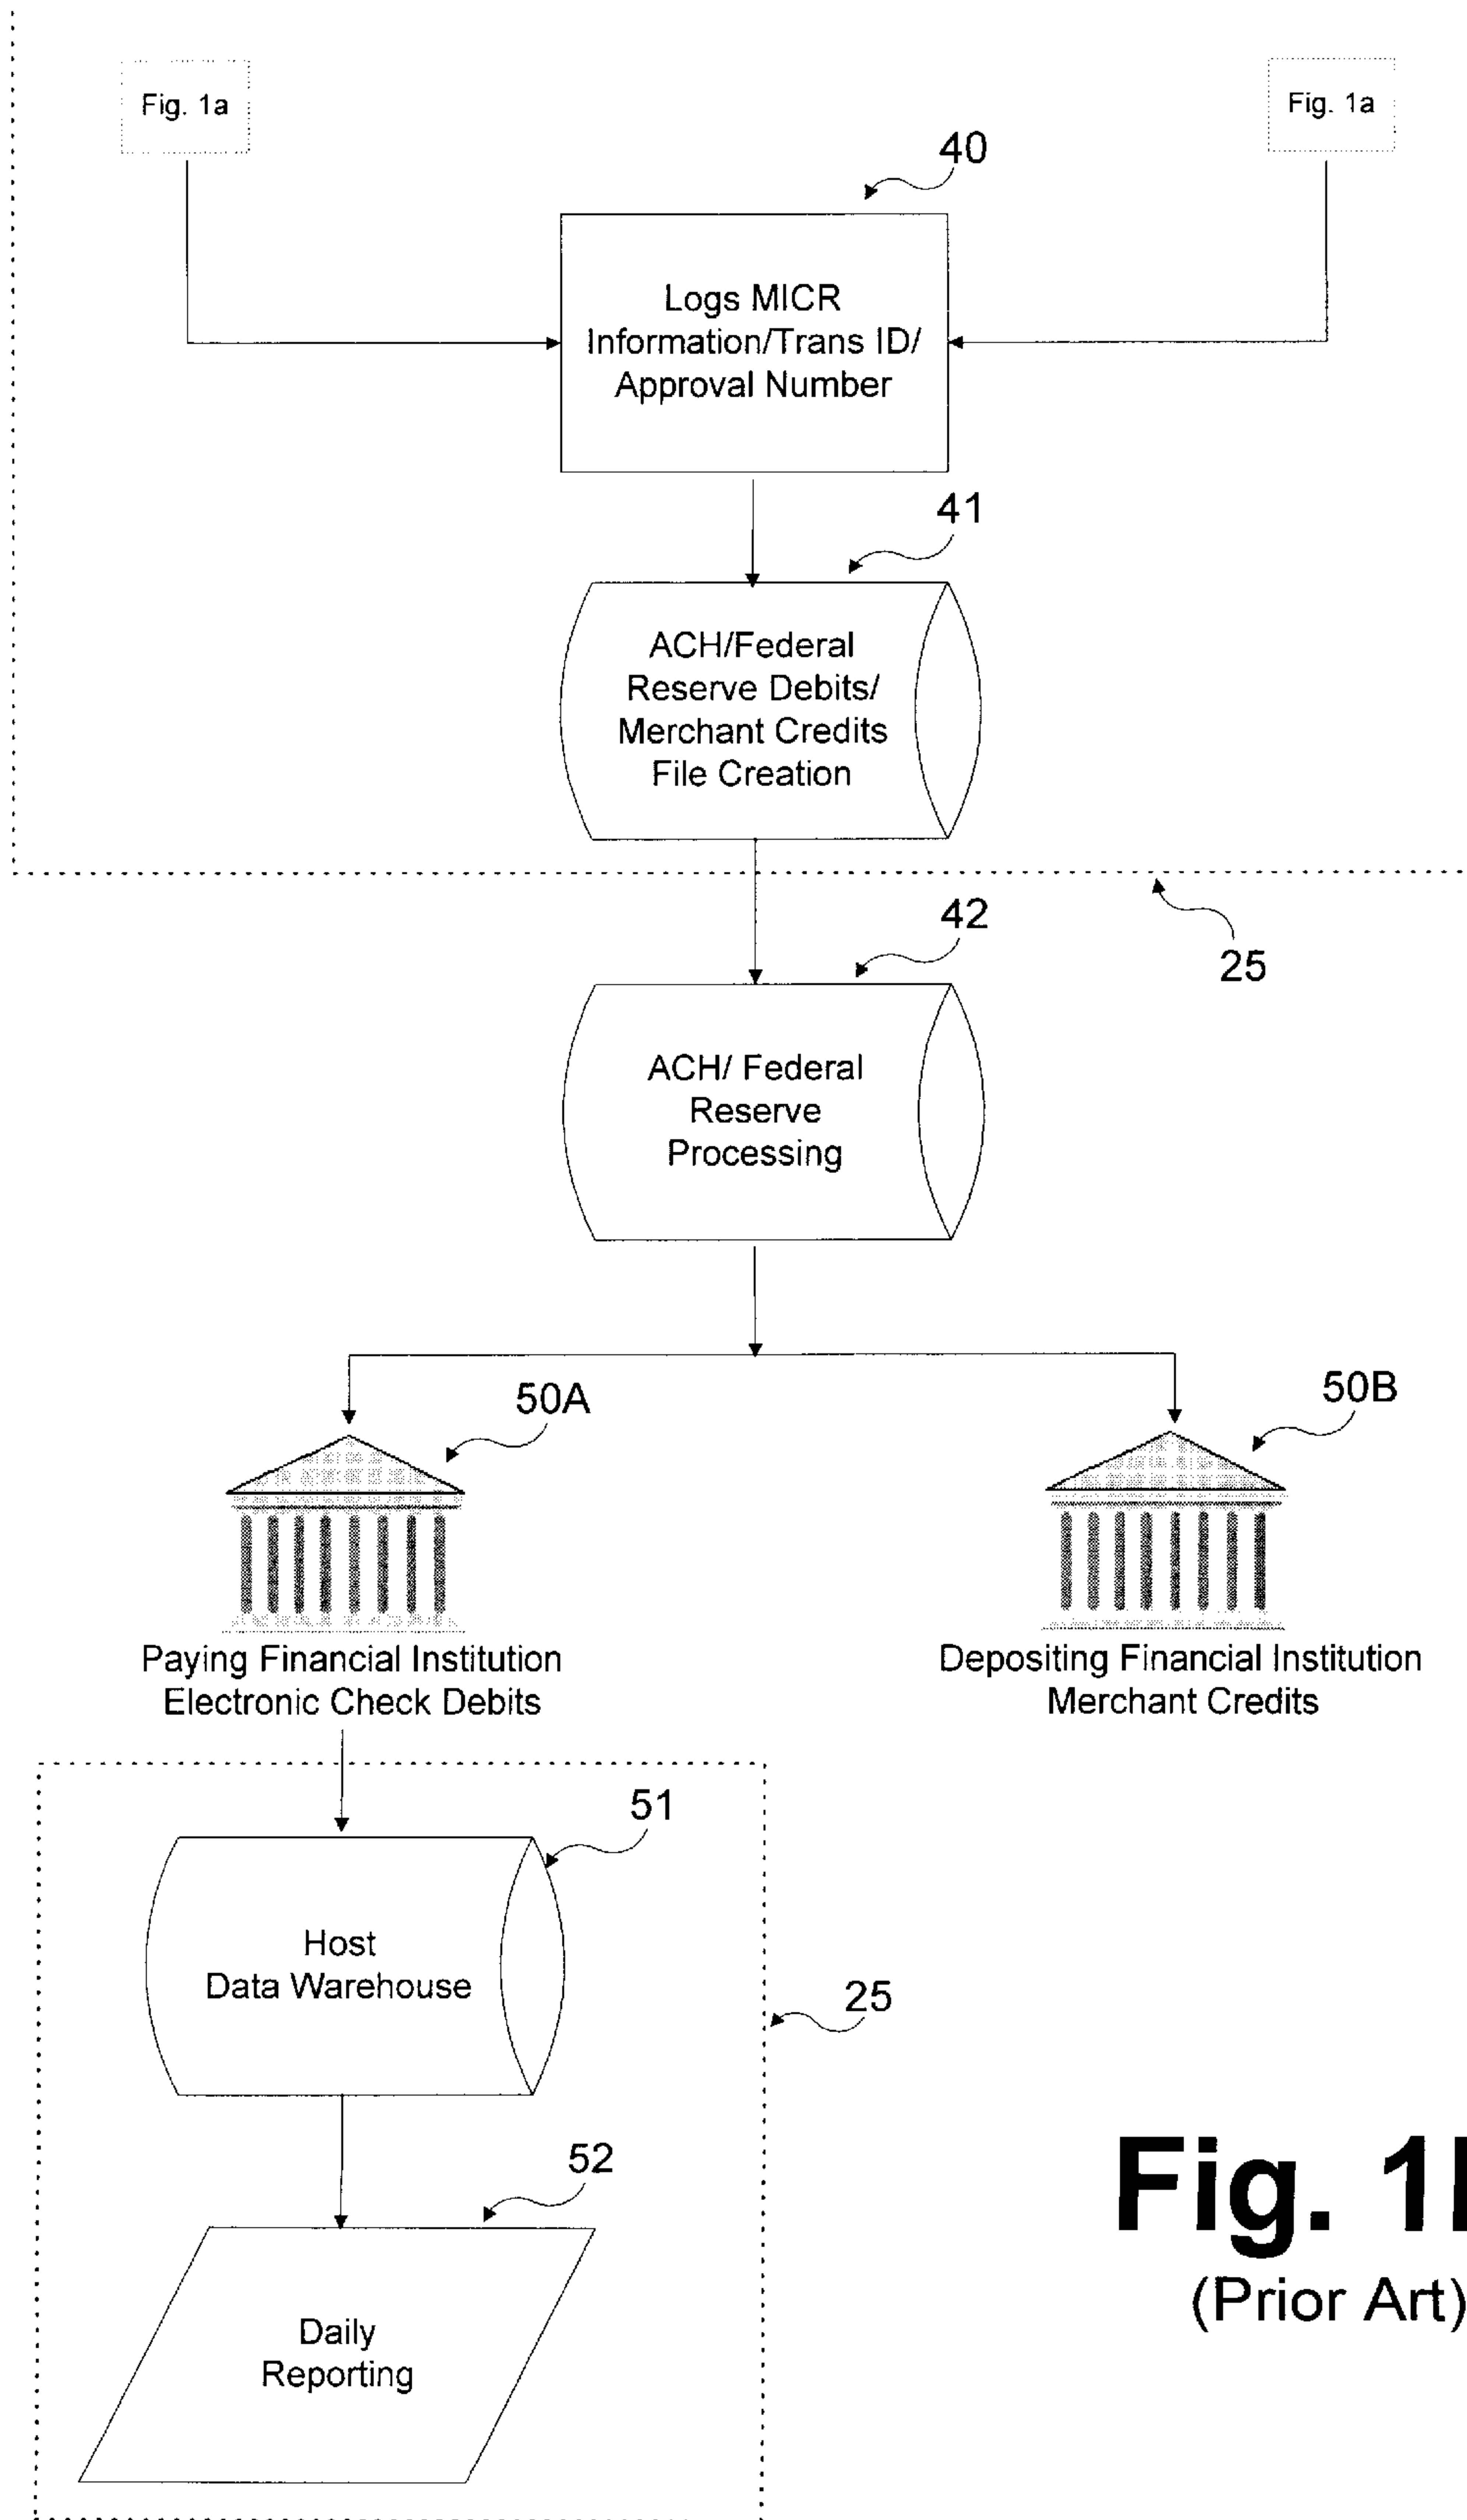 Fig. 1a
Fig. 1a
40
Logs MICR
Information/Trans ID/
Approval Number
41
ACH/Federal
Reserve Debits/
Merchant Credits
File Creation
25
42
ACH/ Federal
Reserve
Processing
50A
50B
Paying Financial Institution
Electronic Check Debits
Depositing Financial Institution
Merchant Credits
51
Host
Data Warehouse
25
52
Daily
Reporting
Fig.
(Prior Art)